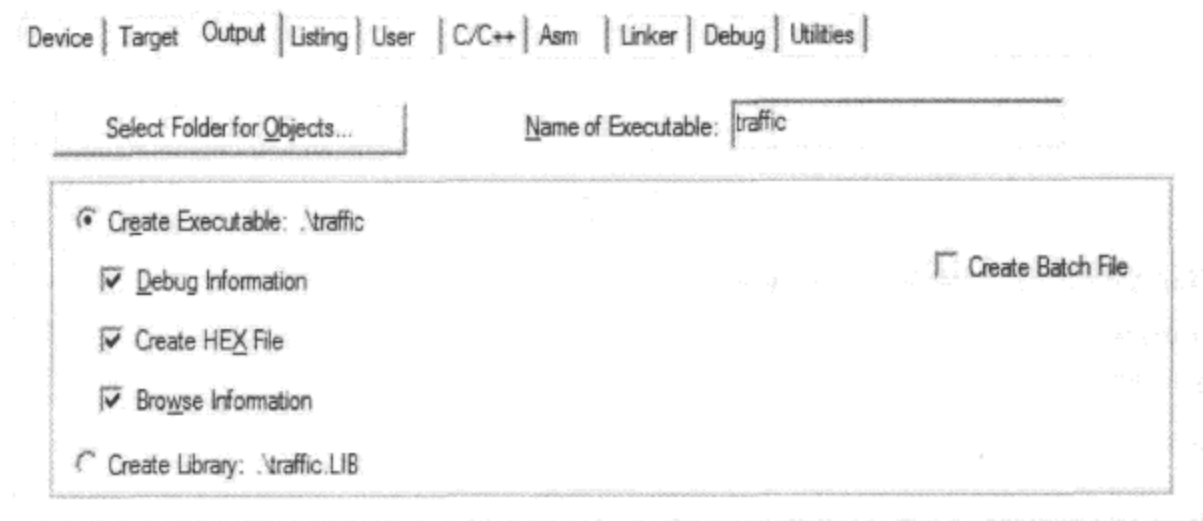 Device Target Output Listing User C/C++ Asm Linker Debug Utilities
Select Folder for Objects... Name of Executable: traffic
Create Executable: .\traffic
Debug Information
Create Batch File
Create HEX File
Browse Information
Create Library: .\traffic.LIB